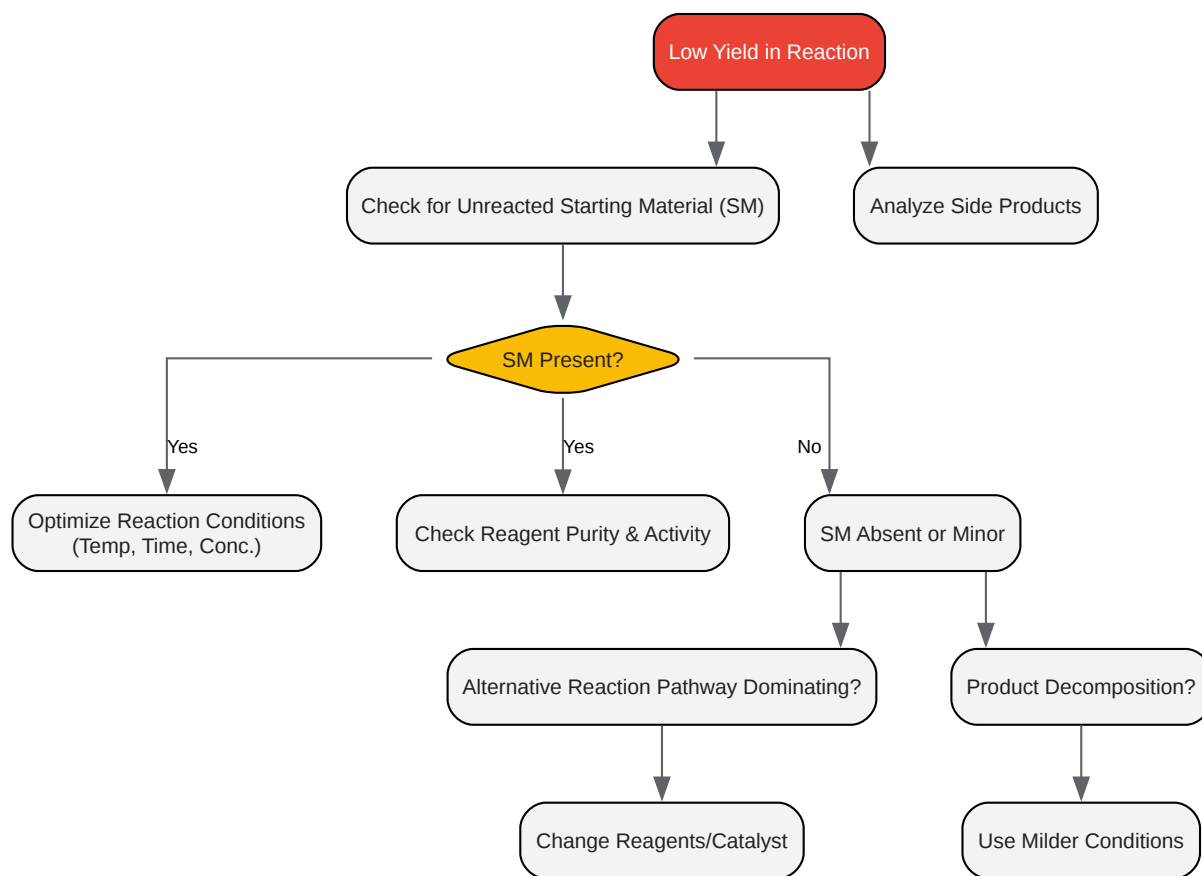 Low Yield in Reaction
Check for Unreacted Starting Material (SM)
Analyze Side Products
SM Present?
Yes
Yes
No
Optimize Reaction Conditions
(Temp, Time, Conc.)
Check Reagent Purity & Activity
SM Absent or Minor
Alternative Reaction Pathway Dominating?
Product Decomposition?
Change Reagents/Catalyst
Use Milder Conditions